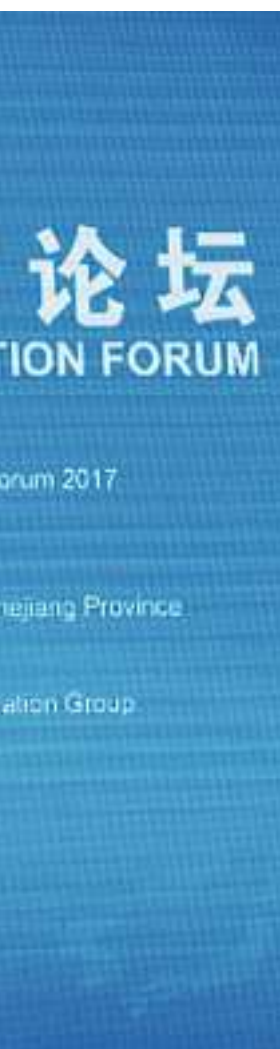 论坛
TION FORUM
orum 2017
hejiang Province
ation Group